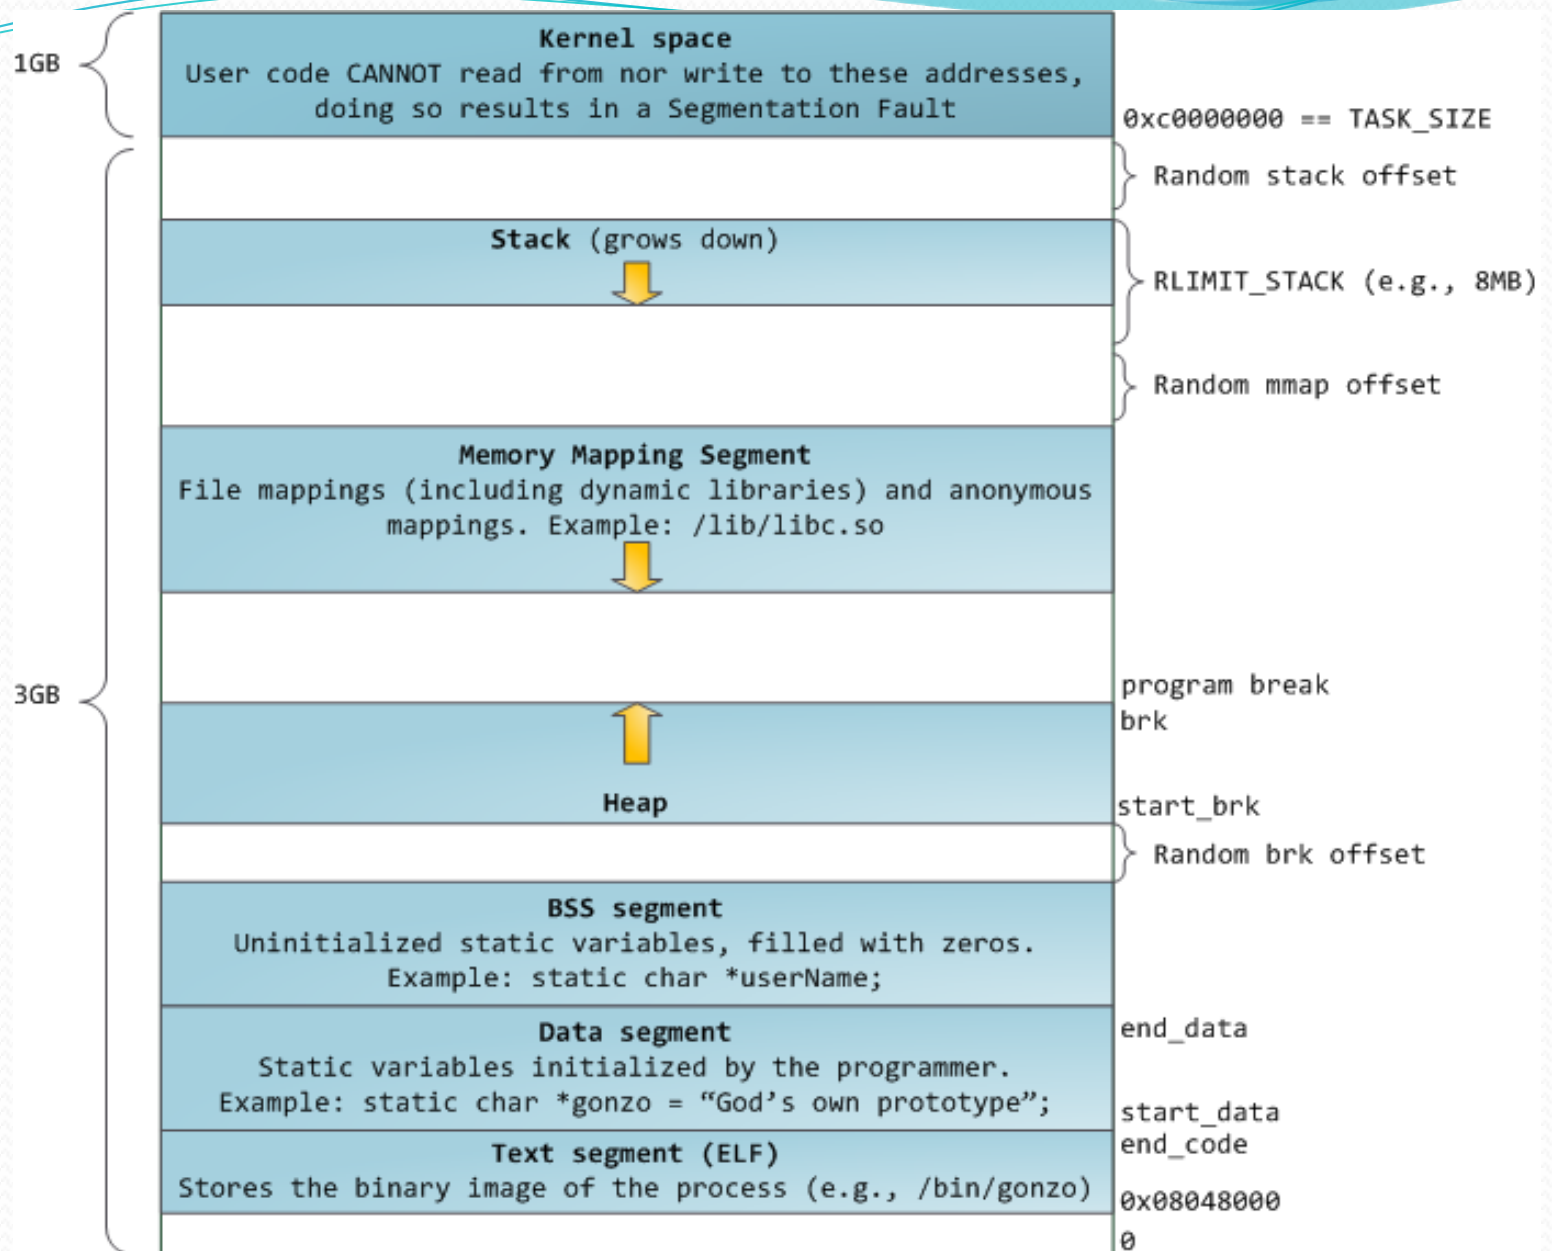 1GB
Kernel space
User code CANNOT read from nor write to these addresses,
doing so results in a Segmentation Fault
0xc0000000 == TASK_SIZE
Random stack offset
Stack (grows down)
RLIMIT_STACK (e.g., 8MB)
Random mmap offset
Memory Mapping Segment
File mappings (including dynamic libraries) and anonymous
mappings. Example: /lib/libc.so
3GB
program break
brk
Heap
start_brk
Random brk offset
BSS segment
Uninitialized static variables, filled with zeros.
Example: static char *userName;
Data segment
Static variables initialized by the programmer.
Example: static char *gonzo = “God’s own prototype”;
end_data
start_data
Text segment (ELF)
Stores the binary image of the process (e.g., /bin/gonzo)
end_code
0x08048000
0